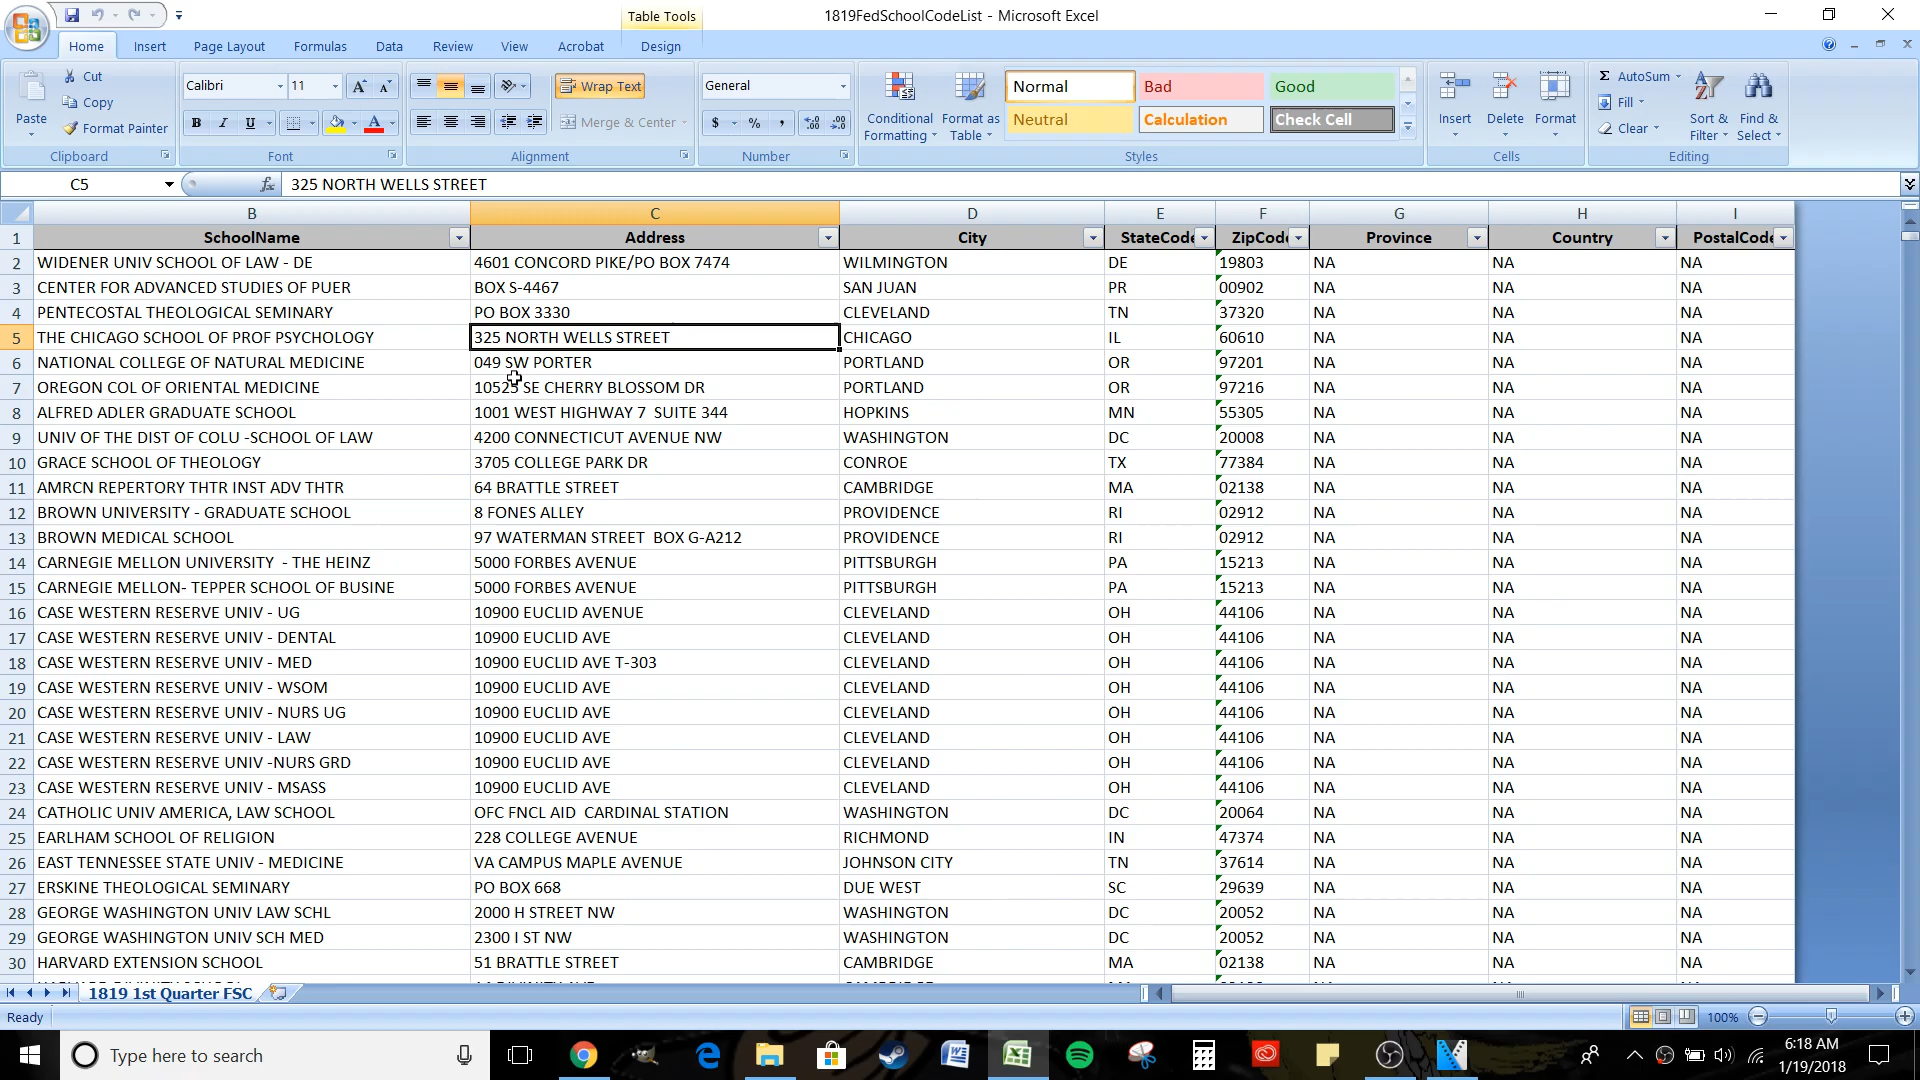 Table Tools
1819FedSchoolCodeList - Microsoft Excel
Home Insert Page Layout Formulas Data Review View Acrobat Design
Paste
Cut
Copy
Format Painter
Clipboard
Calibri 11
B I U
Font
Wrap Text
Merge & Center
Alignment
General
$ % ,
Number
Conditional Formatting
Format as Table
Normal Bad Good
Neutral Calculation Check Cell
Styles
Insert Delete Format
Cells
Σ AutoSum
Fill
Clear
Sort & Filter
Find & Select
Editing
C5 fx 325 NORTH WELLS STREET
B C D E F G H I
1 SchoolName Address City StateCode ZipCode Province Country PostalCode
2 WIDENER UNIV SCHOOL OF LAW - DE 4601 CONCORD PIKE/PO BOX 7474 WILMINGTON DE 19803 NA NA NA
3 CENTER FOR ADVANCED STUDIES OF PUER BOX S-4467 SAN JUAN PR 00902 NA NA NA
4 PENTECOSTAL THEOLOGICAL SEMINARY PO BOX 3330 CLEVELAND TN 37320 NA NA NA
5 THE CHICAGO SCHOOL OF PROF PSYCHOLOGY 325 NORTH WELLS STREET CHICAGO IL 60610 NA NA NA
6 NATIONAL COLLEGE OF NATURAL MEDICINE 049 SW PORTER PORTLAND OR 97201 NA NA NA
7 OREGON COL OF ORIENTAL MEDICINE 10525 SE CHERRY BLOSSOM DR PORTLAND OR 97216 NA NA NA
8 ALFRED ADLER GRADUATE SCHOOL 1001 WEST HIGHWAY 7 SUITE 344 HOPKINS MN 55305 NA NA NA
9 UNIV OF THE DIST OF COLU -SCHOOL OF LAW 4200 CONNECTICUT AVENUE NW WASHINGTON DC 20008 NA NA NA
10 GRACE SCHOOL OF THEOLOGY 3705 COLLEGE PARK DR CONROE TX 77384 NA NA NA
11 AMRCN REPERTORY THTR INST ADV THTR 64 BRATTLE STREET CAMBRIDGE MA 02138 NA NA NA
12 BROWN UNIVERSITY - GRADUATE SCHOOL 8 FONES ALLEY PROVIDENCE RI 02912 NA NA NA
13 BROWN MEDICAL SCHOOL 97 WATERMAN STREET BOX G-A212 PROVIDENCE RI 02912 NA NA NA
14 CARNEGIE MELLON UNIVERSITY - THE HEINZ 5000 FORBES AVENUE PITTSBURGH PA 15213 NA NA NA
15 CARNEGIE MELLON- TEPPER SCHOOL OF BUSINE 5000 FORBES AVENUE PITTSBURGH PA 15213 NA NA NA
16 CASE WESTERN RESERVE UNIV - UG 10900 EUCLID AVENUE CLEVELAND OH 44106 NA NA NA
17 CASE WESTERN RESERVE UNIV - DENTAL 10900 EUCLID AVE CLEVELAND OH 44106 NA NA NA
18 CASE WESTERN RESERVE UNIV - MED 10900 EUCLID AVE T-303 CLEVELAND OH 44106 NA NA NA
19 CASE WESTERN RESERVE UNIV - WSOM 10900 EUCLID AVE CLEVELAND OH 44106 NA NA NA
20 CASE WESTERN RESERVE UNIV - NURS UG 10900 EUCLID AVE CLEVELAND OH 44106 NA NA NA
21 CASE WESTERN RESERVE UNIV - LAW 10900 EUCLID AVE CLEVELAND OH 44106 NA NA NA
22 CASE WESTERN RESERVE UNIV -NURS GRD 10900 EUCLID AVE CLEVELAND OH 44106 NA NA NA
23 CASE WESTERN RESERVE UNIV - MSASS 10900 EUCLID AVE CLEVELAND OH 44106 NA NA NA
24 CATHOLIC UNIV AMERICA, LAW SCHOOL OFC FNCL AID CARDINAL STATION WASHINGTON DC 20064 NA NA NA
25 EARLHAM SCHOOL OF RELIGION 228 COLLEGE AVENUE RICHMOND IN 47374 NA NA NA
26 EAST TENNESSEE STATE UNIV - MEDICINE VA CAMPUS MAPLE AVENUE JOHNSON CITY TN 37614 NA NA NA
27 ERSKINE THEOLOGICAL SEMINARY PO BOX 668 DUE WEST SC 29639 NA NA NA
28 GEORGE WASHINGTON UNIV LAW SCHL 2000 H STREET NW WASHINGTON DC 20052 NA NA NA
29 GEORGE WASHINGTON UNIV SCH MED 2300 I ST NW WASHINGTON DC 20052 NA NA NA
30 HARVARD EXTENSION SCHOOL 51 BRATTLE STREET CAMBRIDGE MA 02138 NA NA NA
1819 1st Quarter FSC
Ready 100%
Type here to search
6:18 AM
1/19/2018